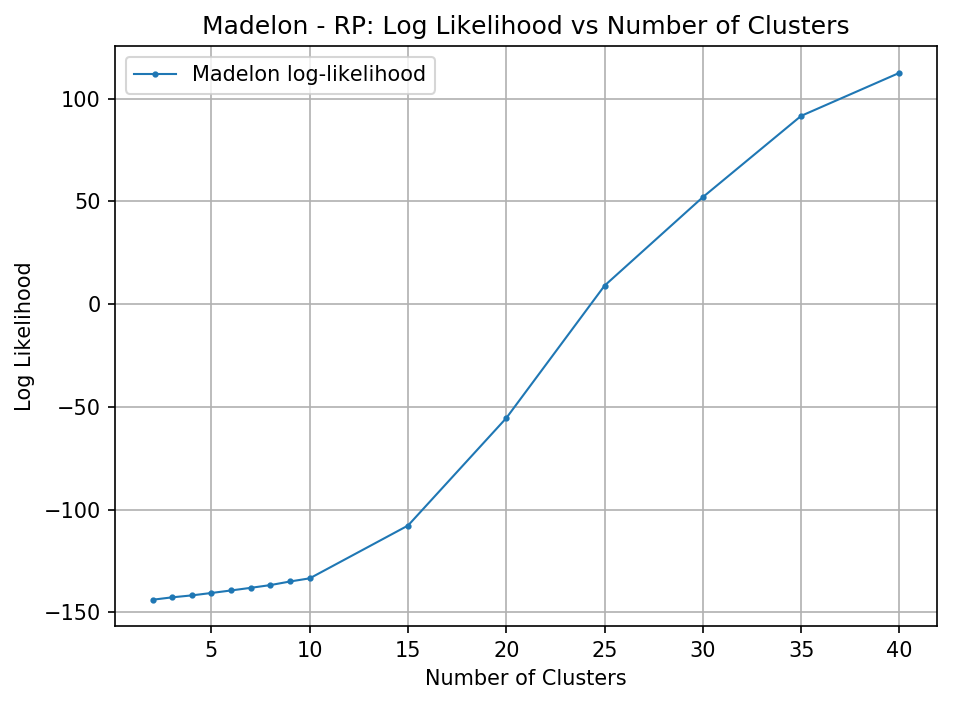 Madelon - RP: Log Likelihood vs Number of Clusters
Madelon log-likelihood
Log Likelihood
100
50
0
−50
−100
−150
5 10 15 20 25 30 35 40
Number of Clusters